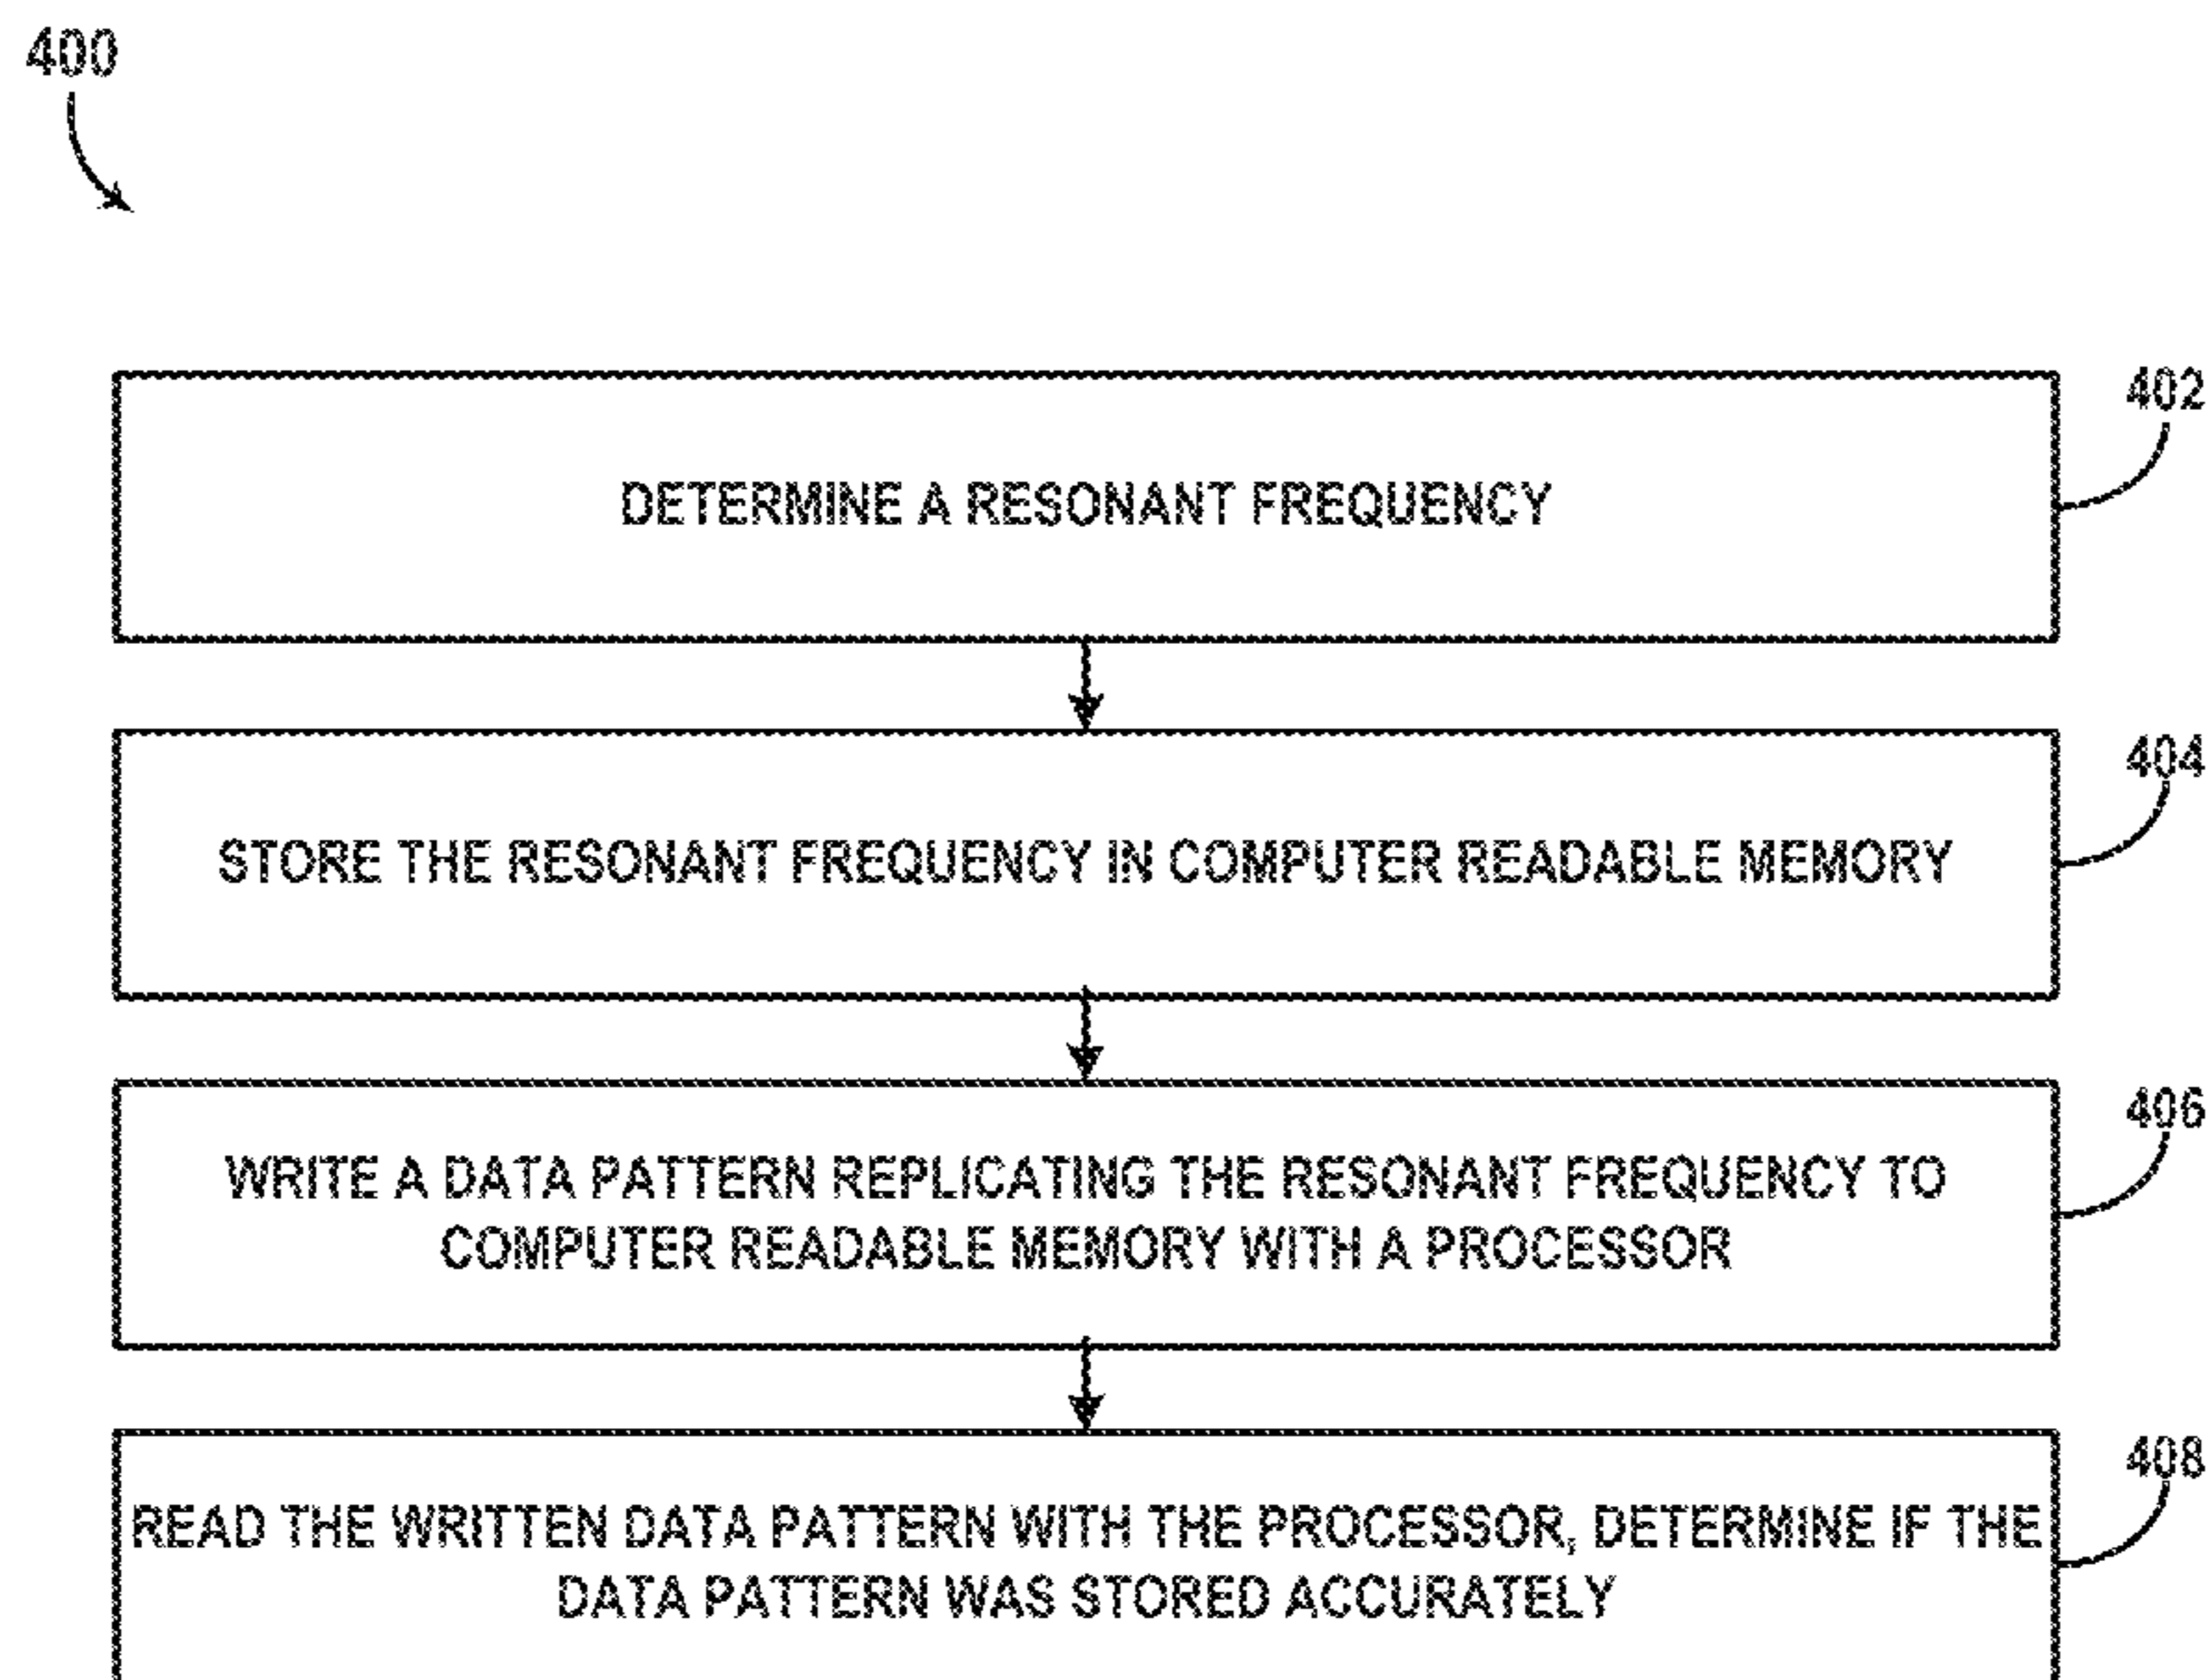 400
402
DETERMINE A RESONANT FREQUENCY
404
STORE THE RESONANT FREQUENCY IN COMPUTER READABLE MEMORY
406
WRITE A DATA PATTERN REPLICATING THE RESONANT FREQUENCY TO
COMPUTER READABLE MEMORY WITH A PROCESSOR
408
READ THE WRITTEN DATA PATTERN WITH THE PROCESSOR, DETERMINE IF THE
DATA PATTERN WAS STORED ACCURATELY